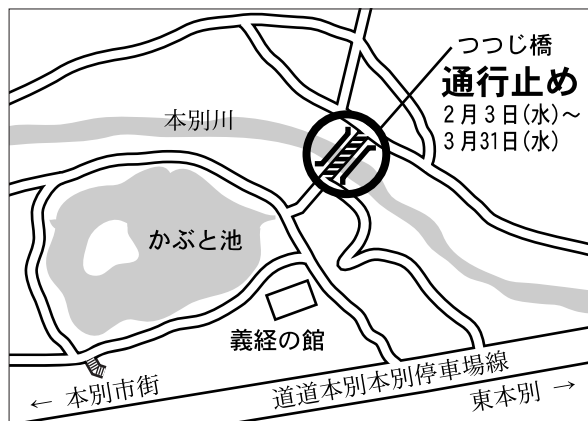 つつじ橋
通行止め
2月3日(水)～
3月31日(水)
本別川
かぶと池
義経の館
道道本別本別停車場線
← 本別市街
東本別 →